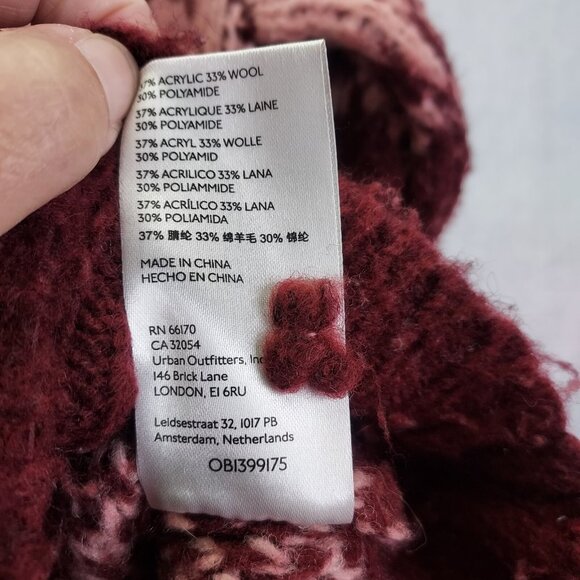 37% ACRYLIC 33% WOOL
30% POLYAMIDE
37% ACRYLIQUE 33% LAINE
30% POLYAMIDE
37% ACRYL 33% WOLLE
30% POLYAMID
37% ACRILICO 33% LANA
30% POLIAMMIDE
37% ACRÍLICO 33% LANA
30% POLIAMIDA
37% 腈纶 33% 绵羊毛 30% 锦纶
MADE IN CHINA
HECHO EN CHINA
RN 66170
CA 32054
Urban Outfitters, Inc
146 Brick Lane
LONDON, E1 6RU
Leidsestraat 32, 1017 PB
Amsterdam, Netherlands
OB1399175